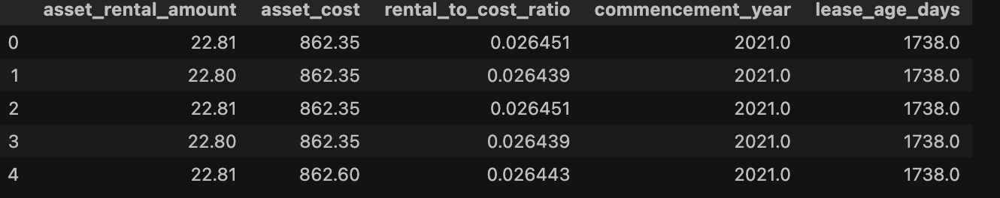 asset_rental_amount asset_cost rental_to_cost_ratio commencement_year lease_age_days
0 22.81 862.35 0.026451 2021.0 1738.0
1 22.80 862.35 0.026439 2021.0 1738.0
2 22.81 862.35 0.026451 2021.0 1738.0
3 22.80 862.35 0.026439 2021.0 1738.0
4 22.81 862.60 0.026443 2021.0 1738.0